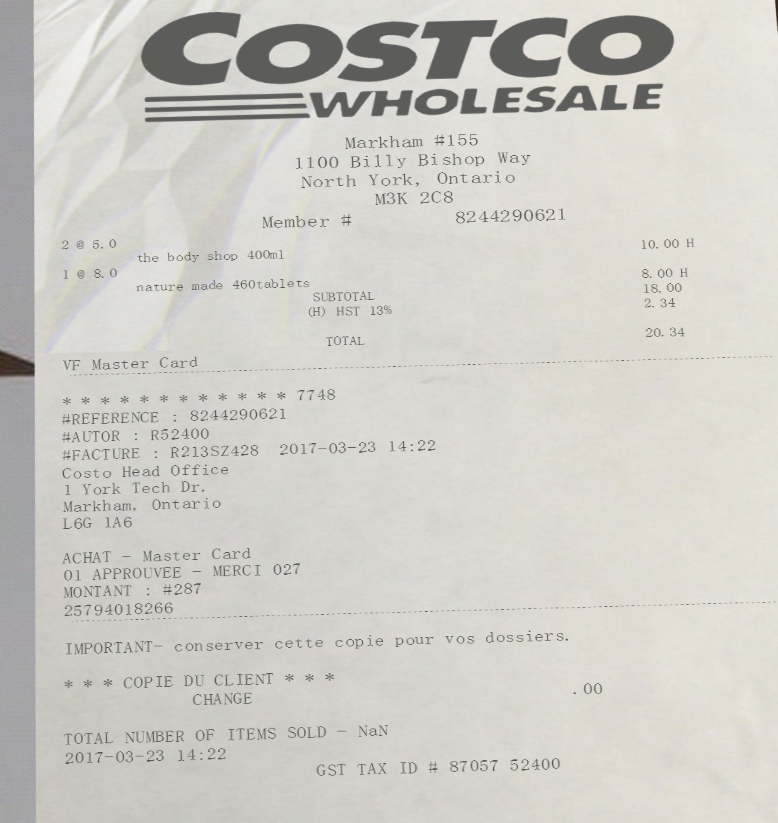 COSTCO
WHOLESALE
Markham #155
1100 Billy Bishop Way
North York, Ontario
M3K 2C8
Member # 8244290621
2 @ 5.0 10.00 H
the body shop 400ml
1 @ 8.0 8.00 H
nature made 460tablets
SUBTOTAL 18.00
(H) HST 13% 2.34
TOTAL 20.34
VF Master Card
* * * * * * * * * * * * 7748
#REFERENCE : 8244290621
#AUTOR : R52400
#FACTURE : R213SZ428 2017-03-23 14:22
Costo Head Office
1 York Tech Dr.
Markham, Ontario
L6G 1A6
ACHAT - Master Card
01 APPROUVEE - MERCI 027
MONTANT : #287
25794018266
IMPORTANT- conserver cette copie pour vos dossiers.
* * * COPIE DU CLIENT * * *
CHANGE .00
TOTAL NUMBER OF ITEMS SOLD - NaN
2017-03-23 14:22
GST TAX ID # 87057 52400